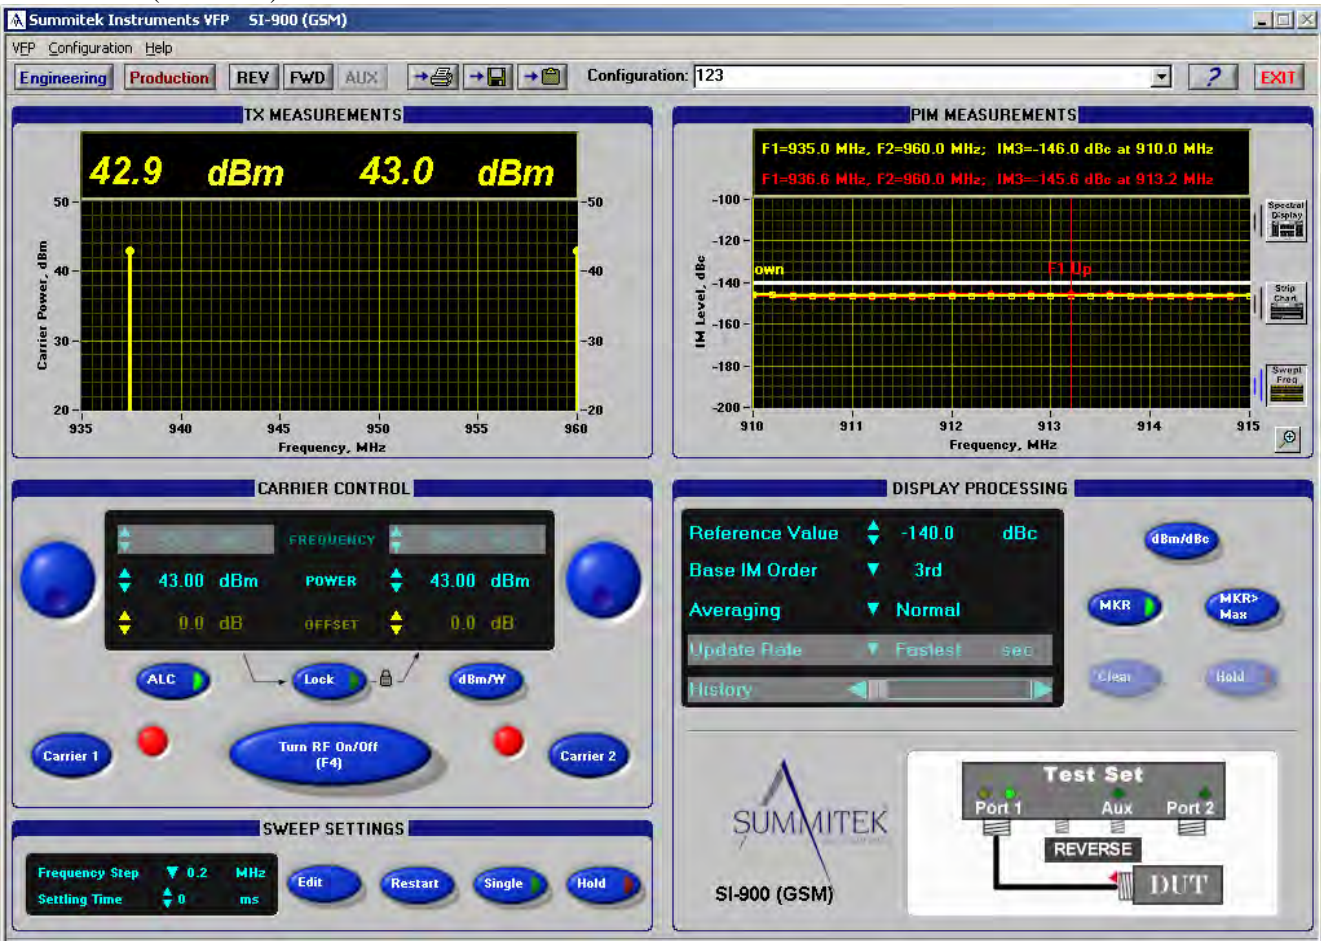 Summitek Instruments VFP SI-900 (GSM)
VFP Configuration Help
Engineering Production REV FWD AUX Configuration: 123 ? EXIT
TX MEASUREMENTS
42.9 dBm 43.0 dBm
50 50
40 40
30 30
20 20
Carrier Power, dBm
935 940 945 950 955 960
Frequency, MHz
PIM MEASUREMENTS
F1=935.0 MHz, F2=960.0 MHz; IM3=-146.0 dBc at 910.0 MHz
F1=936.6 MHz, F2=960.0 MHz; IM3=-145.6 dBc at 913.2 MHz
-100
-120
-140
-160
-180
-200
IM Level, dBc
own F1 Up
910 911 912 913 914 915
Frequency, MHz
Spectral
Display
Strip
Chart
Swept
Freq
CARRIER CONTROL
FREQUENCY
43.00 dBm POWER 43.00 dBm
0.0 dB OFFSET 0.0 dB
ALC Lock dBm/W
Carrier 1 Turn RF On/Off
(F4) Carrier 2
SWEEP SETTINGS
Frequency Step 0.2 MHz
Settling Time 0 ms
Edit Restart Single Hold
DISPLAY PROCESSING
Reference Value -140.0 dBc
Base IM Order 3rd
Averaging Normal
Update Rate Fastest sec
History
dBm/dBc
MKR MKR>
Max
Clear Hold
SUMMITEK
SI-900 (GSM)
Test Set
Port 1 Aux Port 2
REVERSE
DUT